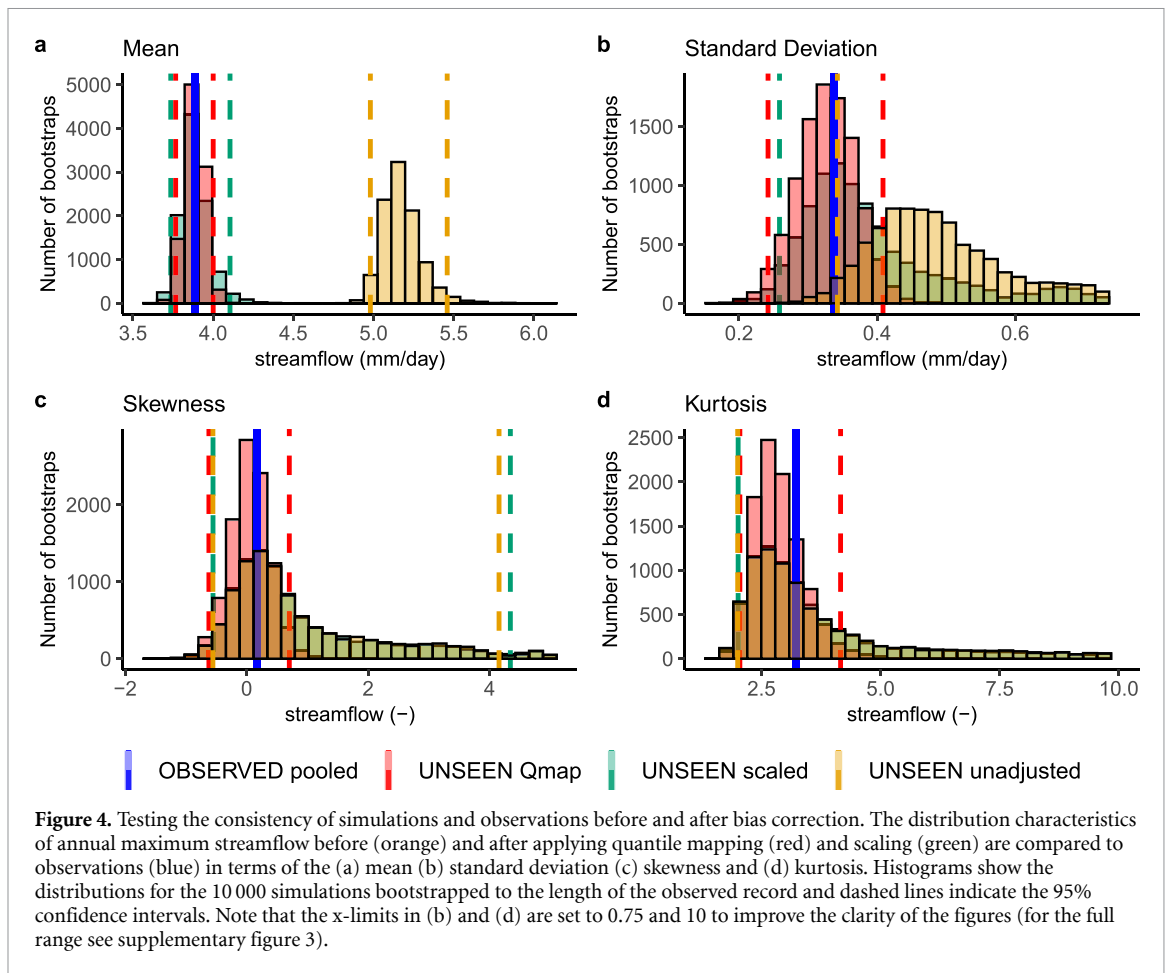 a Mean
Number of bootstraps
5000
4000
3000
2000
1000
0
3.5 4.0 4.5 5.0 5.5 6.0
streamflow (mm/day)
b Standard Deviation
Number of bootstraps
1500
1000
500
0
0.2 0.4 0.6
streamflow (mm/day)
c Skewness
Number of bootstraps
2000
1000
0
−2 0 2 4
streamflow (−)
d Kurtosis
Number of bootstraps
2500
2000
1500
1000
500
0
2.5 5.0 7.5 10.0
streamflow (−)
OBSERVED pooled UNSEEN Qmap UNSEEN scaled UNSEEN unadjusted
Figure 4. Testing the consistency of simulations and observations before and after bias correction. The distribution characteristics
of annual maximum streamflow before (orange) and after applying quantile mapping (red) and scaling (green) are compared to
observations (blue) in terms of the (a) mean (b) standard deviation (c) skewness and (d) kurtosis. Histograms show the
distributions for the 10 000 simulations bootstrapped to the length of the observed record and dashed lines indicate the 95%
confidence intervals. Note that the x-limits in (b) and (d) are set to 0.75 and 10 to improve the clarity of the figures (for the full
range see supplementary figure 3).